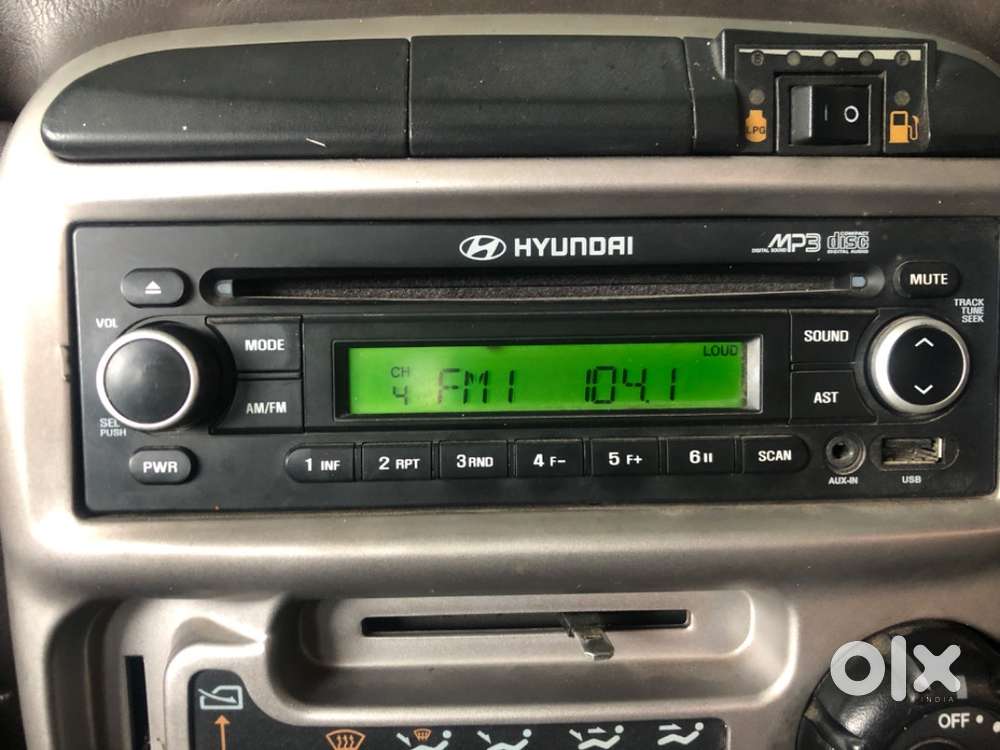 LPG
HYUNDAI
MP3
DIGITAL SOUND
COMPACT
disc
DIGITAL AUDIO
MUTE
VOL
TRACK
TUNE
SEEK
MODE
SOUND
AM/FM
AST
CH
4
FM1
104.1
LOUD
SEL
PUSH
PWR
1 INF
2 RPT
3 RND
4 F-
5 F+
6 II
SCAN
AUX-IN
USB
OFF
olx
INDIA